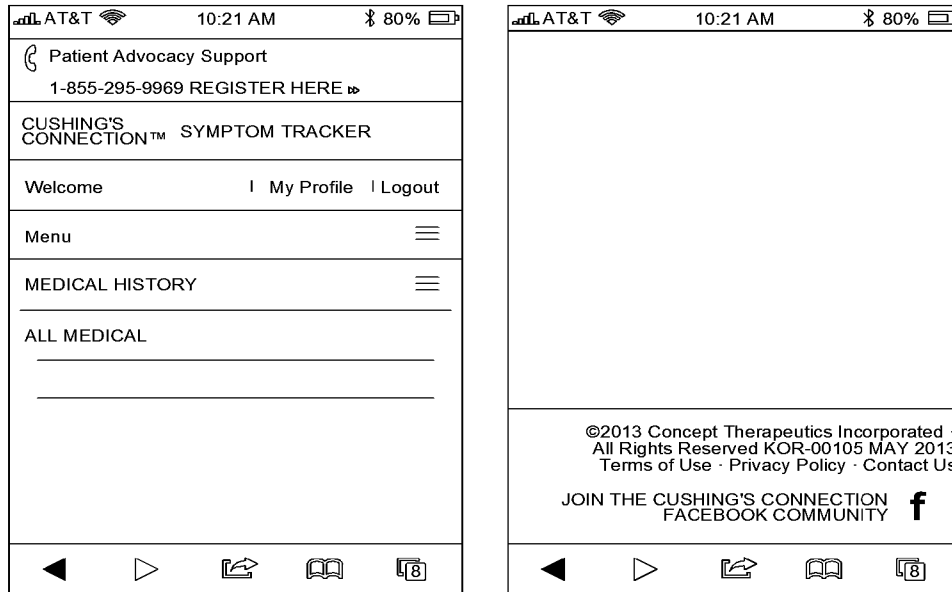 AT&T 10:21 AM 80%
Patient Advocacy Support
1-855-295-9969 REGISTER HERE
CUSHING'S
CONNECTION™ SYMPTOM TRACKER
Welcome | My Profile | Logout
Menu
MEDICAL HISTORY
ALL MEDICAL
8
AT&T 10:21 AM 80%
©2013 Concept Therapeutics Incorporated ·
All Rights Reserved KOR-00105 MAY 2013
Terms of Use · Privacy Policy · Contact Us
JOIN THE CUSHING'S CONNECTION f
FACEBOOK COMMUNITY
8